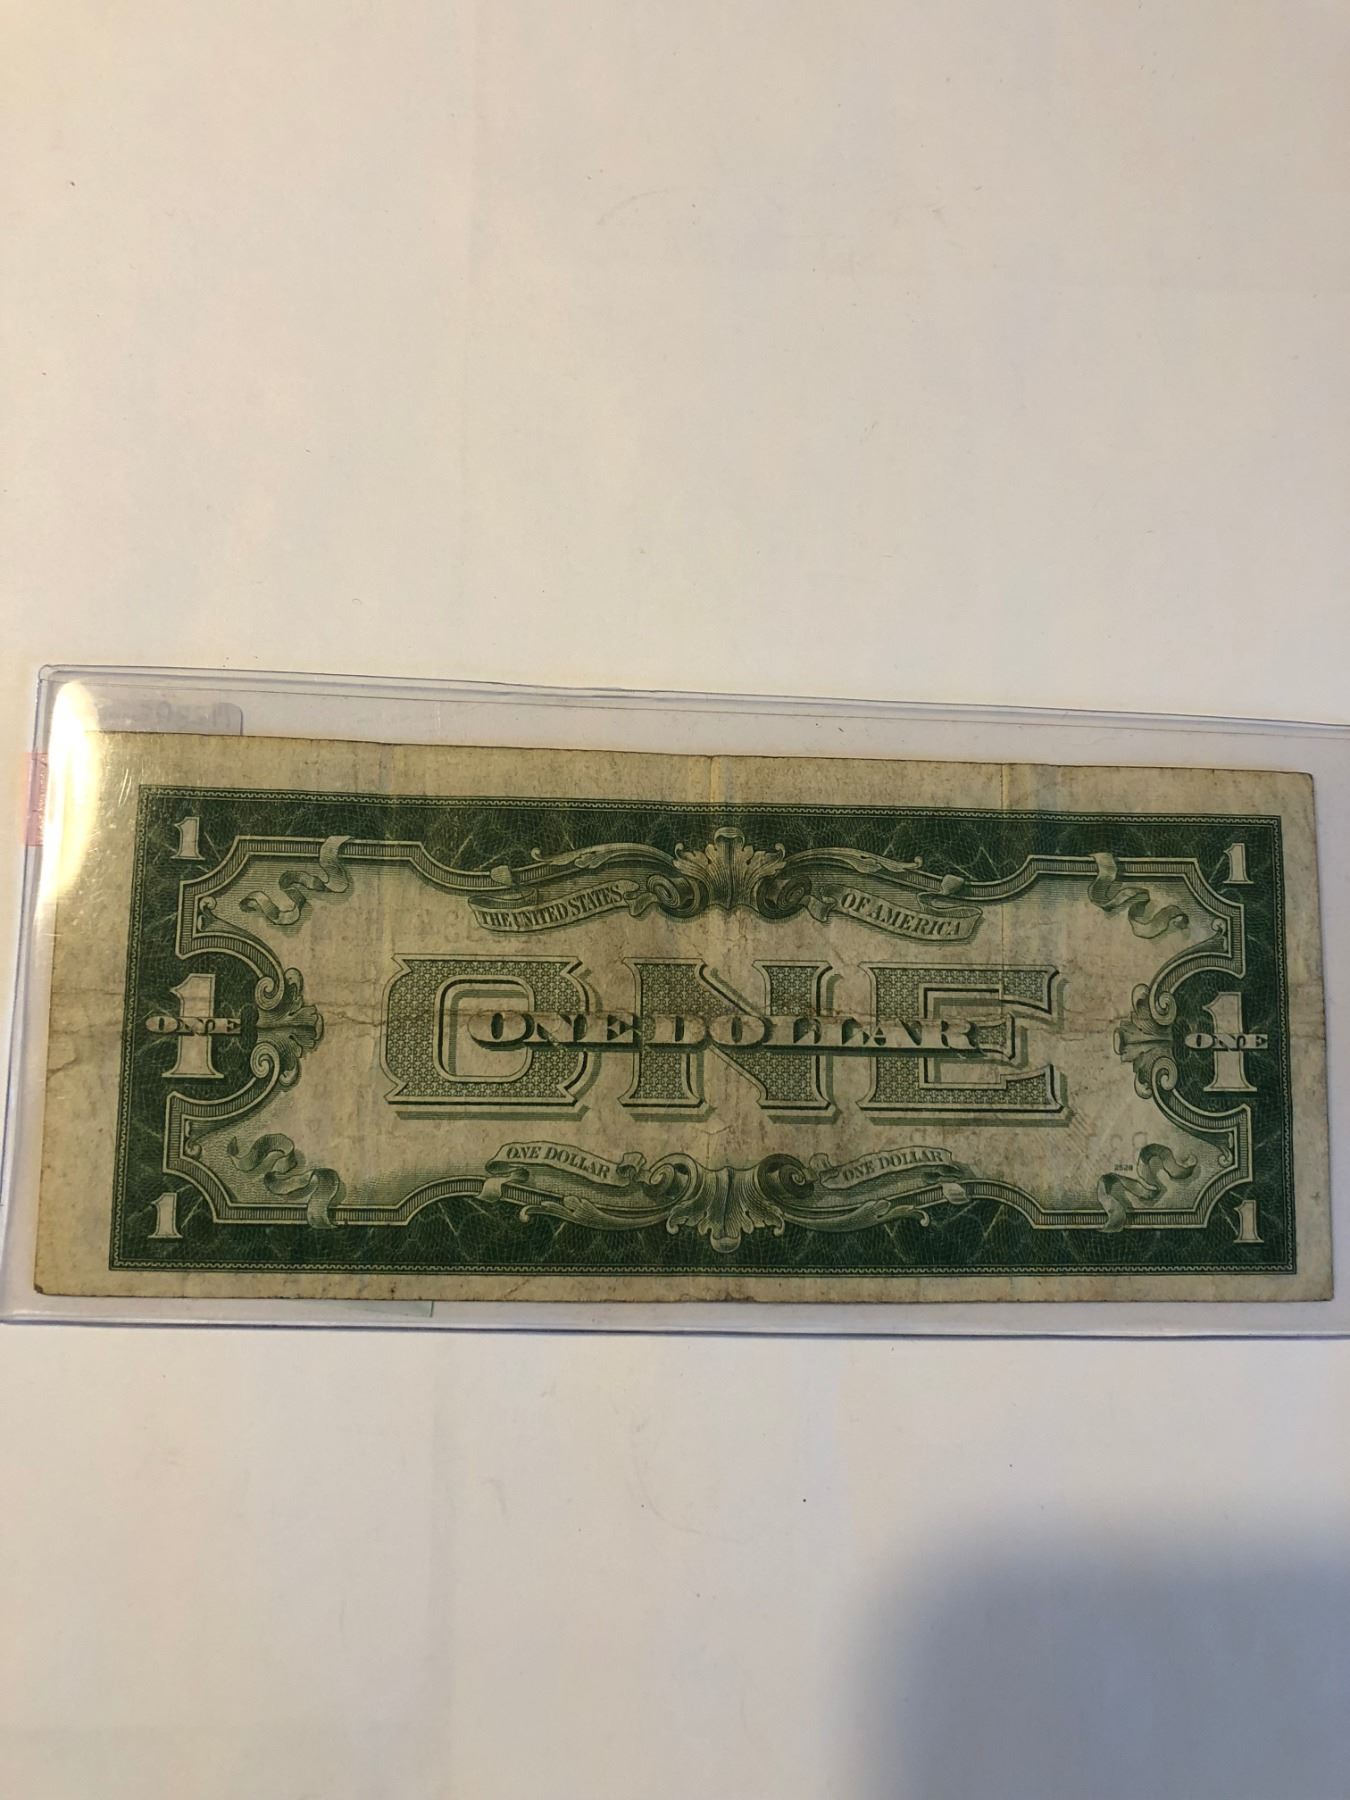 1 1
THE UNITED STATES OF AMERICA
ONE
1 ONE ONE DOLLAR 1 ONE
ONE DOLLAR ONE DOLLAR
2528
1 1